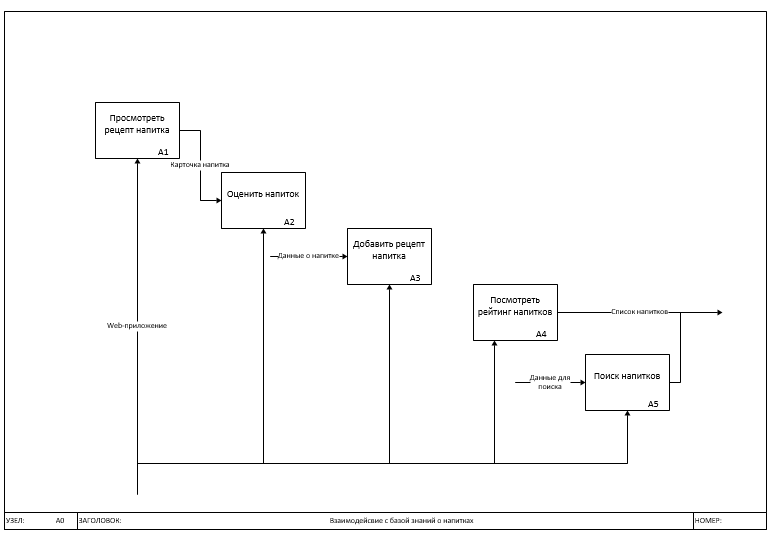 Просмотреть
рецепт напитка
A1
Карточка напитка
Оценить напиток
A2
Данные о напитке
Добавить рецепт
напитка
A3
Посмотреть
рейтинг напитков
A4
Список напитков
Web-приложение
Данные для
поиска
Поиск напитков
A5
УЗЕЛ:
A0
ЗАГОЛОВОК:
Взаимодейсвие с базой знаний о напитках
НОМЕР: